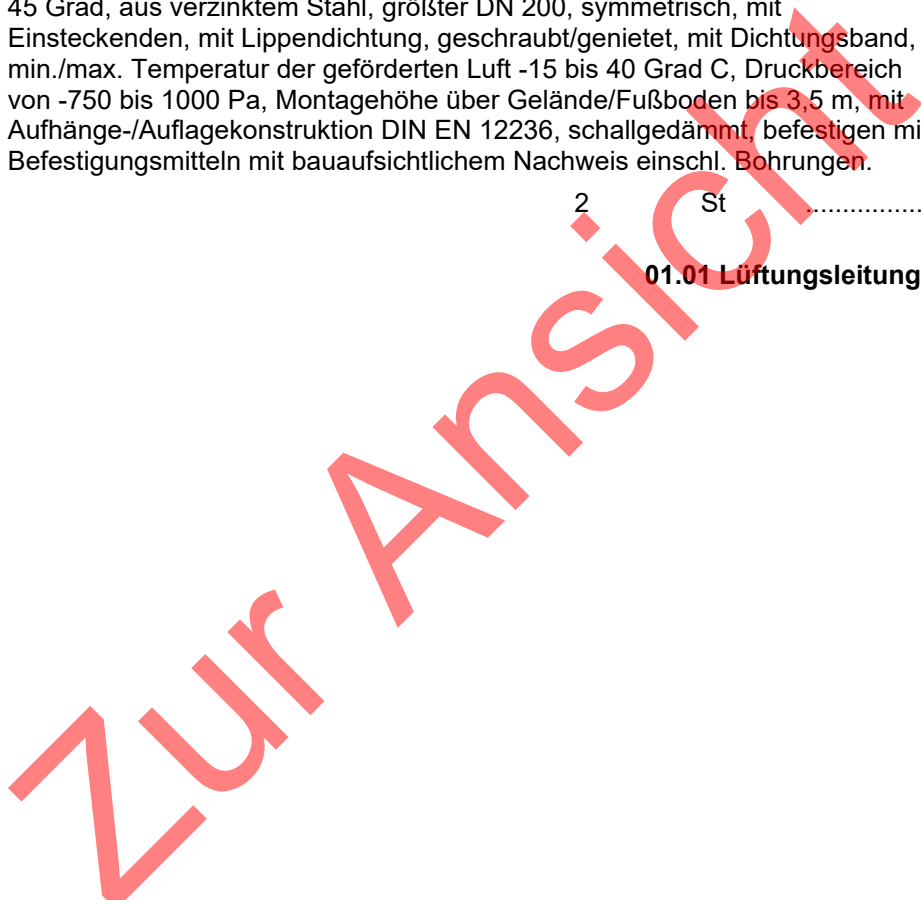 45 Grad, aus verzinktem Stahl, größter DN 200, symmetrisch, mit
Einsteckenden, mit Lippendichtung, geschraubt/genietet, mit Dichtungsband,
min./max. Temperatur der geförderten Luft -15 bis 40 Grad C, Druckbereich
von -750 bis 1000 Pa, Montagehöhe über Gelände/Fußboden bis 3,5 m, mit
Aufhänge-/Auflagekonstruktion DIN EN 12236, schallgedämmt, befestigen mi
Befestigungsmitteln mit bauaufsichtlichem Nachweis einschl. Bohrungen.
2 St ................
01.01 Lüftungsleitung
Zur Ansicht